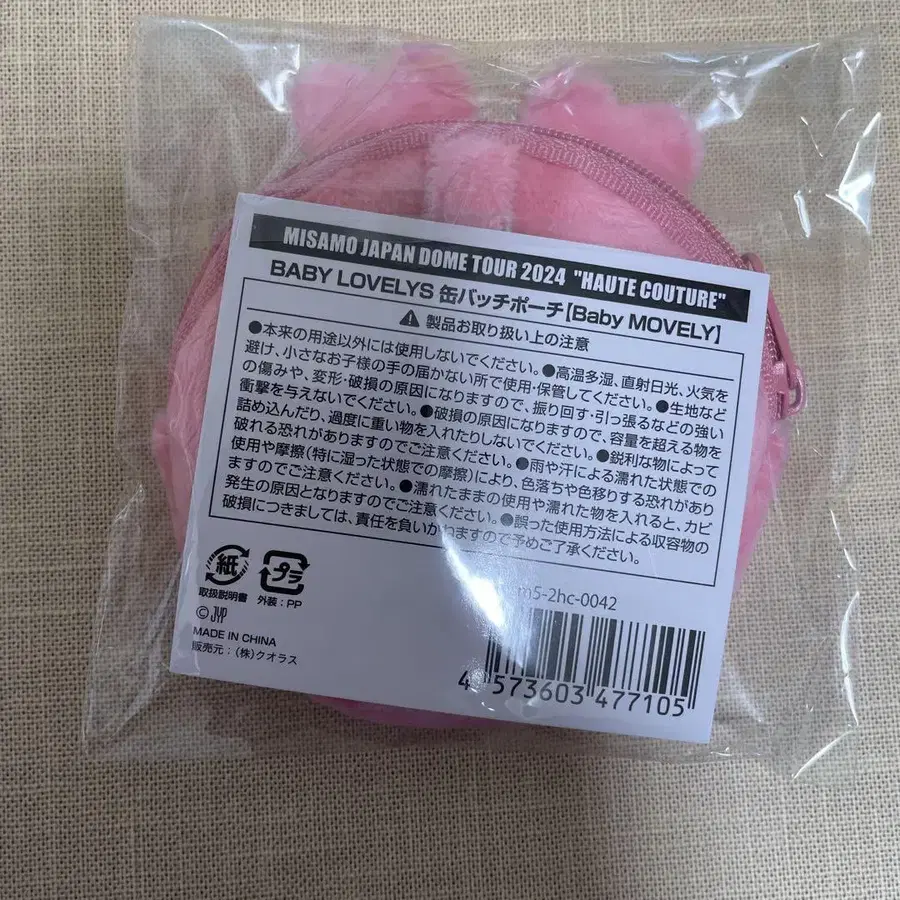 MISAMO JAPAN DOME TOUR 2024 "HAUTE COUTURE"
BABY LOVELYS 缶バッチポーチ【Baby MOVELY】
製品お取り扱い上の注意
●本来の用途以外には使用しないでください。●高温多湿、直射日光、火気を
避け、小さなお子様の手の届かない所で使用・保管してください。●生地など
の傷みや、変形・破損の原因になりますので、振り回す・引っ張るなどの強い
衝撃を与えないでください。●破損の原因になりますので、容量を超える物を
詰め込んだり、過度に重い物を入れたりしないでください。●鋭利な物によって
破れる恐れがありますのでご注意ください。●雨や汗による濡れた状態での
使用や摩擦(特に湿った状態での摩擦)により、色落ちや色移りする恐れがあり
ますのでご注意ください。●濡れたままの使用や濡れた物を入れると、カビ
発生の原因となりますのでご注意ください。●誤った使用方法による収容物の
破損につきましては、責任を負いかねますので予めご了承ください。
紙
取扱説明書
プラ
外装：PP
©JYP
MADE IN CHINA
販売元：(株)クオラス
m5-2hc-0042
4 573603 477105